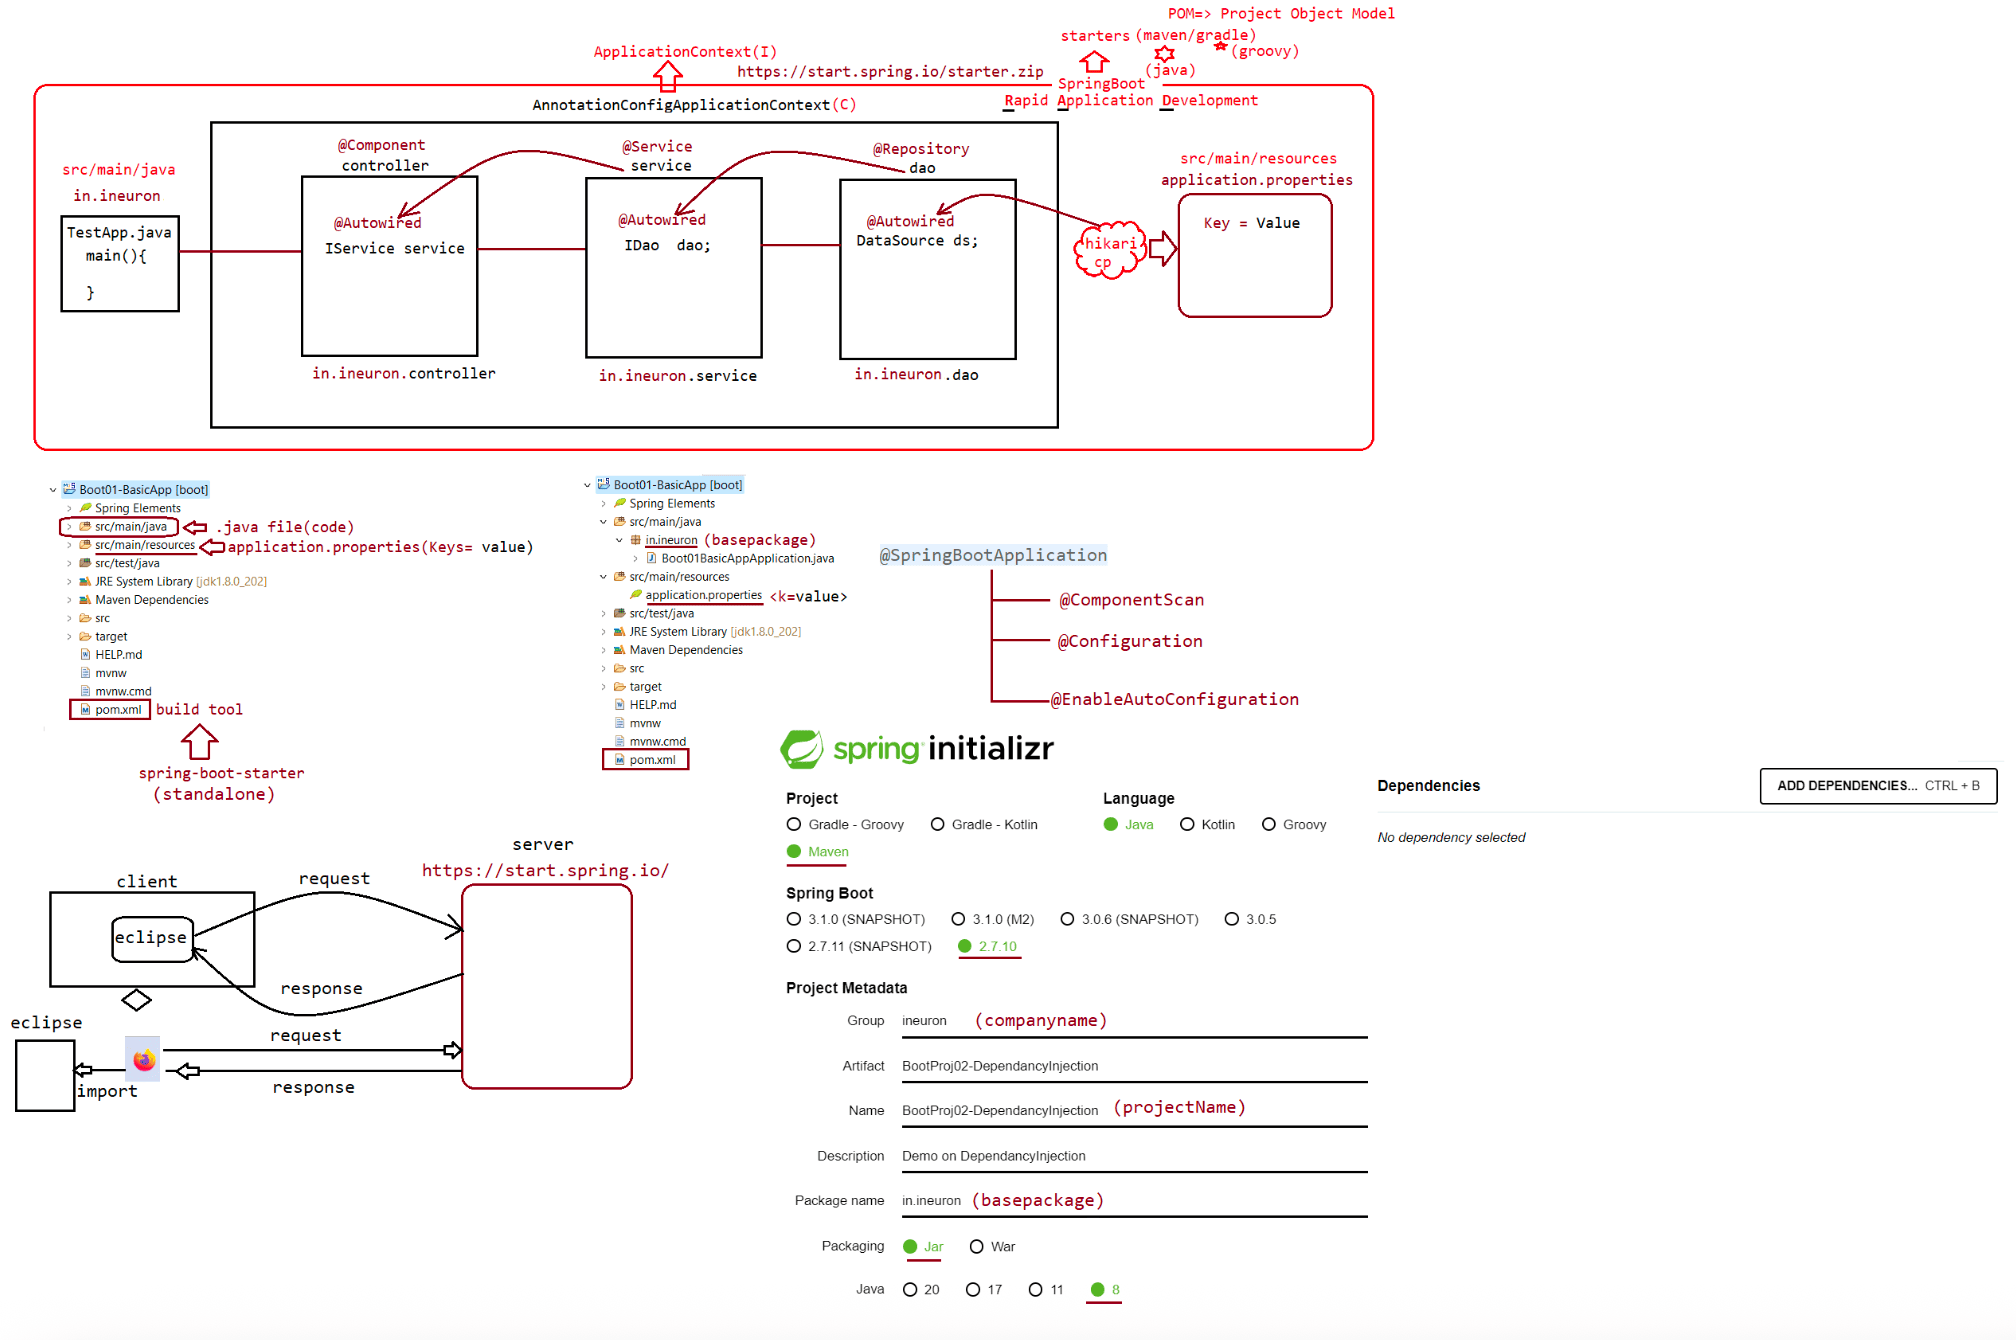 POM=> Project Object Model
starters (maven/gradle)
(groovy)
(java)
ApplicationContext(I)
https://start.spring.io/starter.zip
SpringBoot
AnnotationConfigApplicationContext(C)
Rapid Application Development
src/main/java
in.ineuron
TestApp.java
main(){
}
@Component
controller
@Autowired
IService service
in.ineuron.controller
@Service
service
@Autowired
IDao dao;
in.ineuron.service
@Repository
dao
@Autowired
DataSource ds;
in.ineuron.dao
hikari
cp
src/main/resources
application.properties
Key = Value
Boot01-BasicApp [boot]
Spring Elements
src/main/java
.java file(code)
src/main/resources
application.properties(Keys= value)
src/test/java
JRE System Library [jdk1.8.0_202]
Maven Dependencies
src
target
HELP.md
mvnw
mvnw.cmd
pom.xml
build tool
spring-boot-starter
(standalone)
Boot01-BasicApp [boot]
Spring Elements
src/main/java
in.ineuron (basepackage)
Boot01BasicAppApplication.java
src/main/resources
application.properties <k=value>
src/test/java
JRE System Library [jdk1.8.0_202]
Maven Dependencies
src
target
HELP.md
mvnw
mvnw.cmd
pom.xml
@SpringBootApplication
@ComponentScan
@Configuration
@EnableAutoConfiguration
client
eclipse
request
response
server
https://start.spring.io/
eclipse
import
request
response
spring initializr
Project
Gradle - Groovy Gradle - Kotlin
Maven
Language
Java Kotlin Groovy
Spring Boot
3.1.0 (SNAPSHOT) 3.1.0 (M2) 3.0.6 (SNAPSHOT) 3.0.5
2.7.11 (SNAPSHOT) 2.7.10
Project Metadata
Group ineuron (companyname)
Artifact BootProj02-DependancyInjection
Name BootProj02-DependancyInjection (projectName)
Description Demo on DependancyInjection
Package name in.ineuron (basepackage)
Packaging Jar War
Java 20 17 11 8
Dependencies
ADD DEPENDENCIES... CTRL + B
No dependency selected